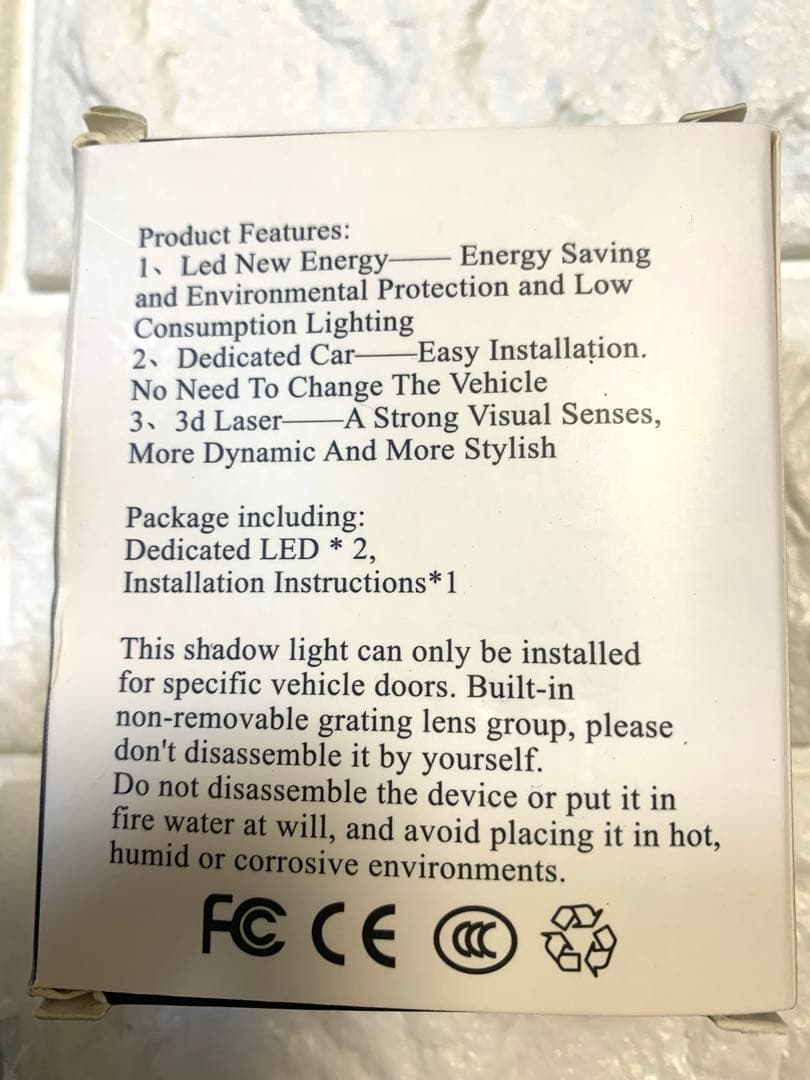 Product Features:
1、Led New Energy—— Energy Saving
and Environmental Protection and Low
Consumption Lighting
2、Dedicated Car——Easy Installation.
No Need To Change The Vehicle
3、3d Laser——A Strong Visual Senses,
More Dynamic And More Stylish
Package including:
Dedicated LED * 2,
Installation Instructions*1
This shadow light can only be installed
for specific vehicle doors. Built-in
non-removable grating lens group, please
don't disassemble it by yourself.
Do not disassemble the device or put it in
fire water at will, and avoid placing it in hot,
humid or corrosive environments.
FC CE CCC